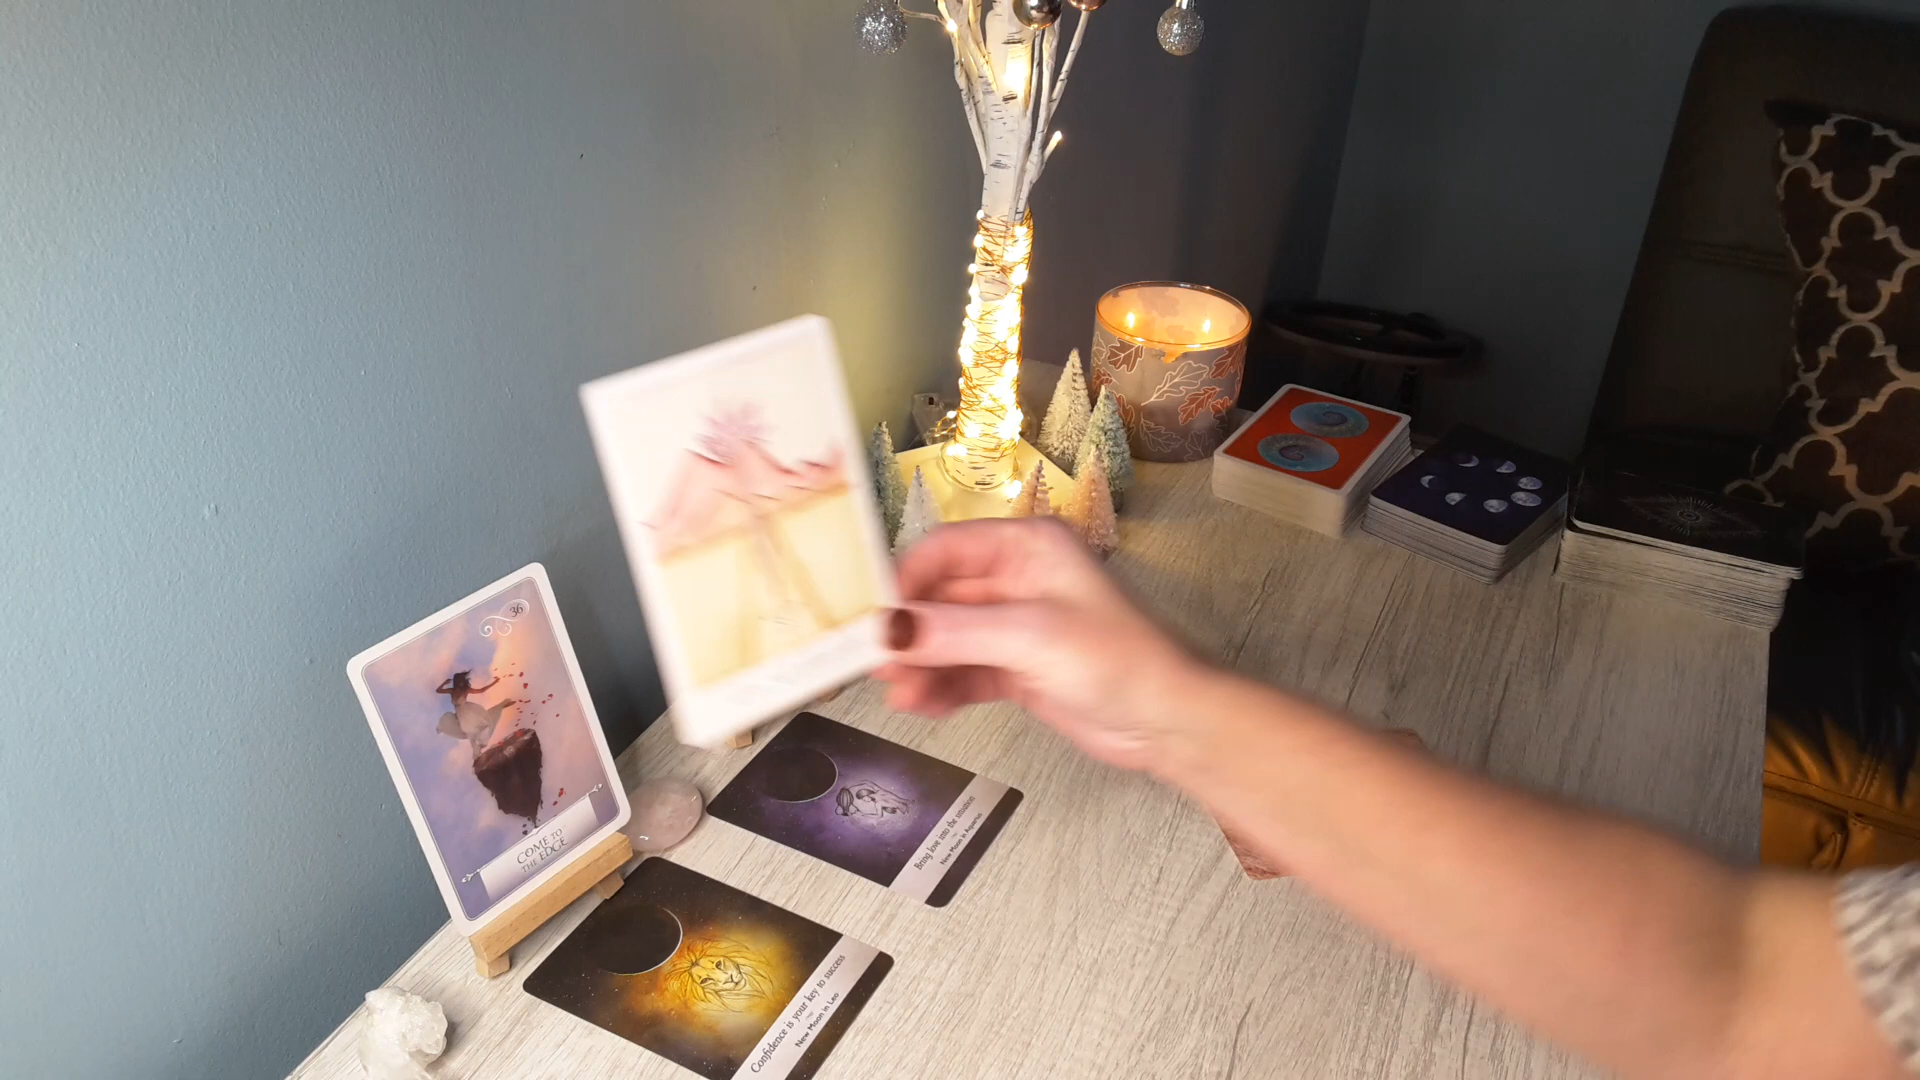 36
COME TO
THE EDGE
Bring love into the situation
New Moon in Aquarius
Confidence is your key to success
New Moon in Leo